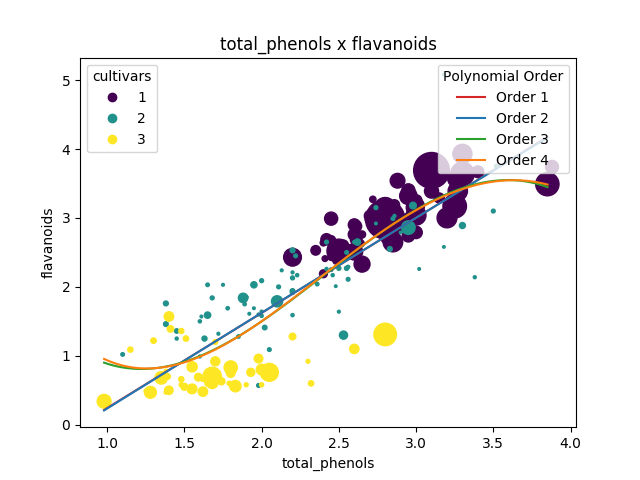 total_phenols x flavanoids
cultivars
1
2
3
Polynomial Order
Order 1
Order 2
Order 3
Order 4
flavanoids
5
4
3
2
1
0
1.0 1.5 2.0 2.5 3.0 3.5 4.0
total_phenols